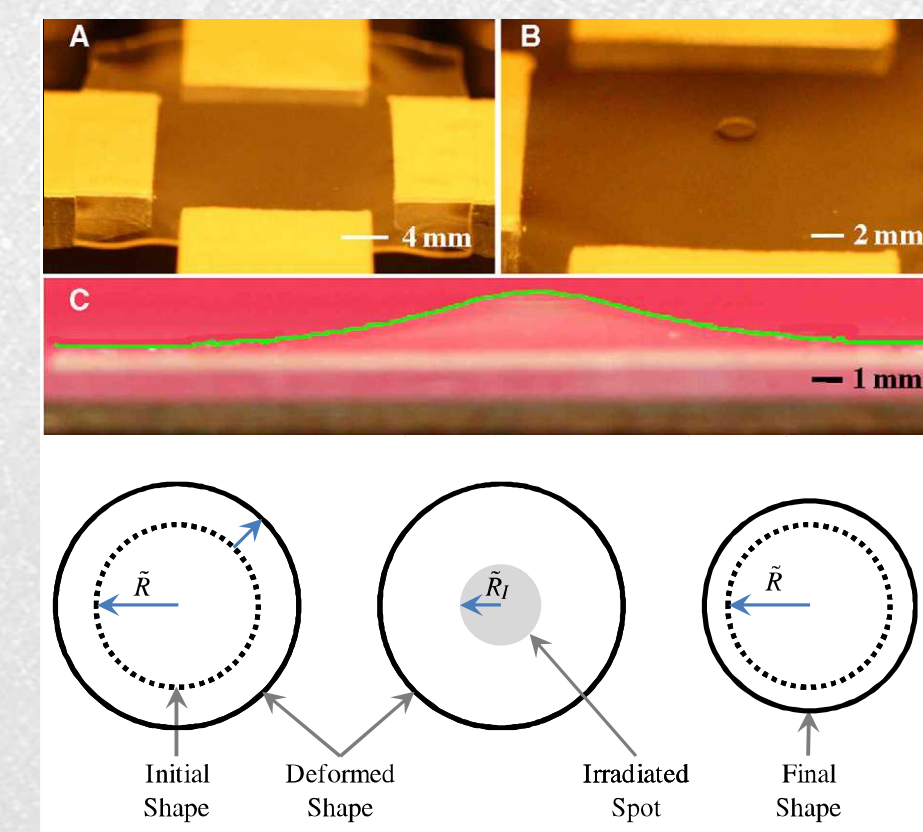 A
B
4 mm
2 mm
C
1 mm
R̃
R̃I
R̃
Initial
Shape
Deformed
Shape
Irradiated
Spot
Final
Shape